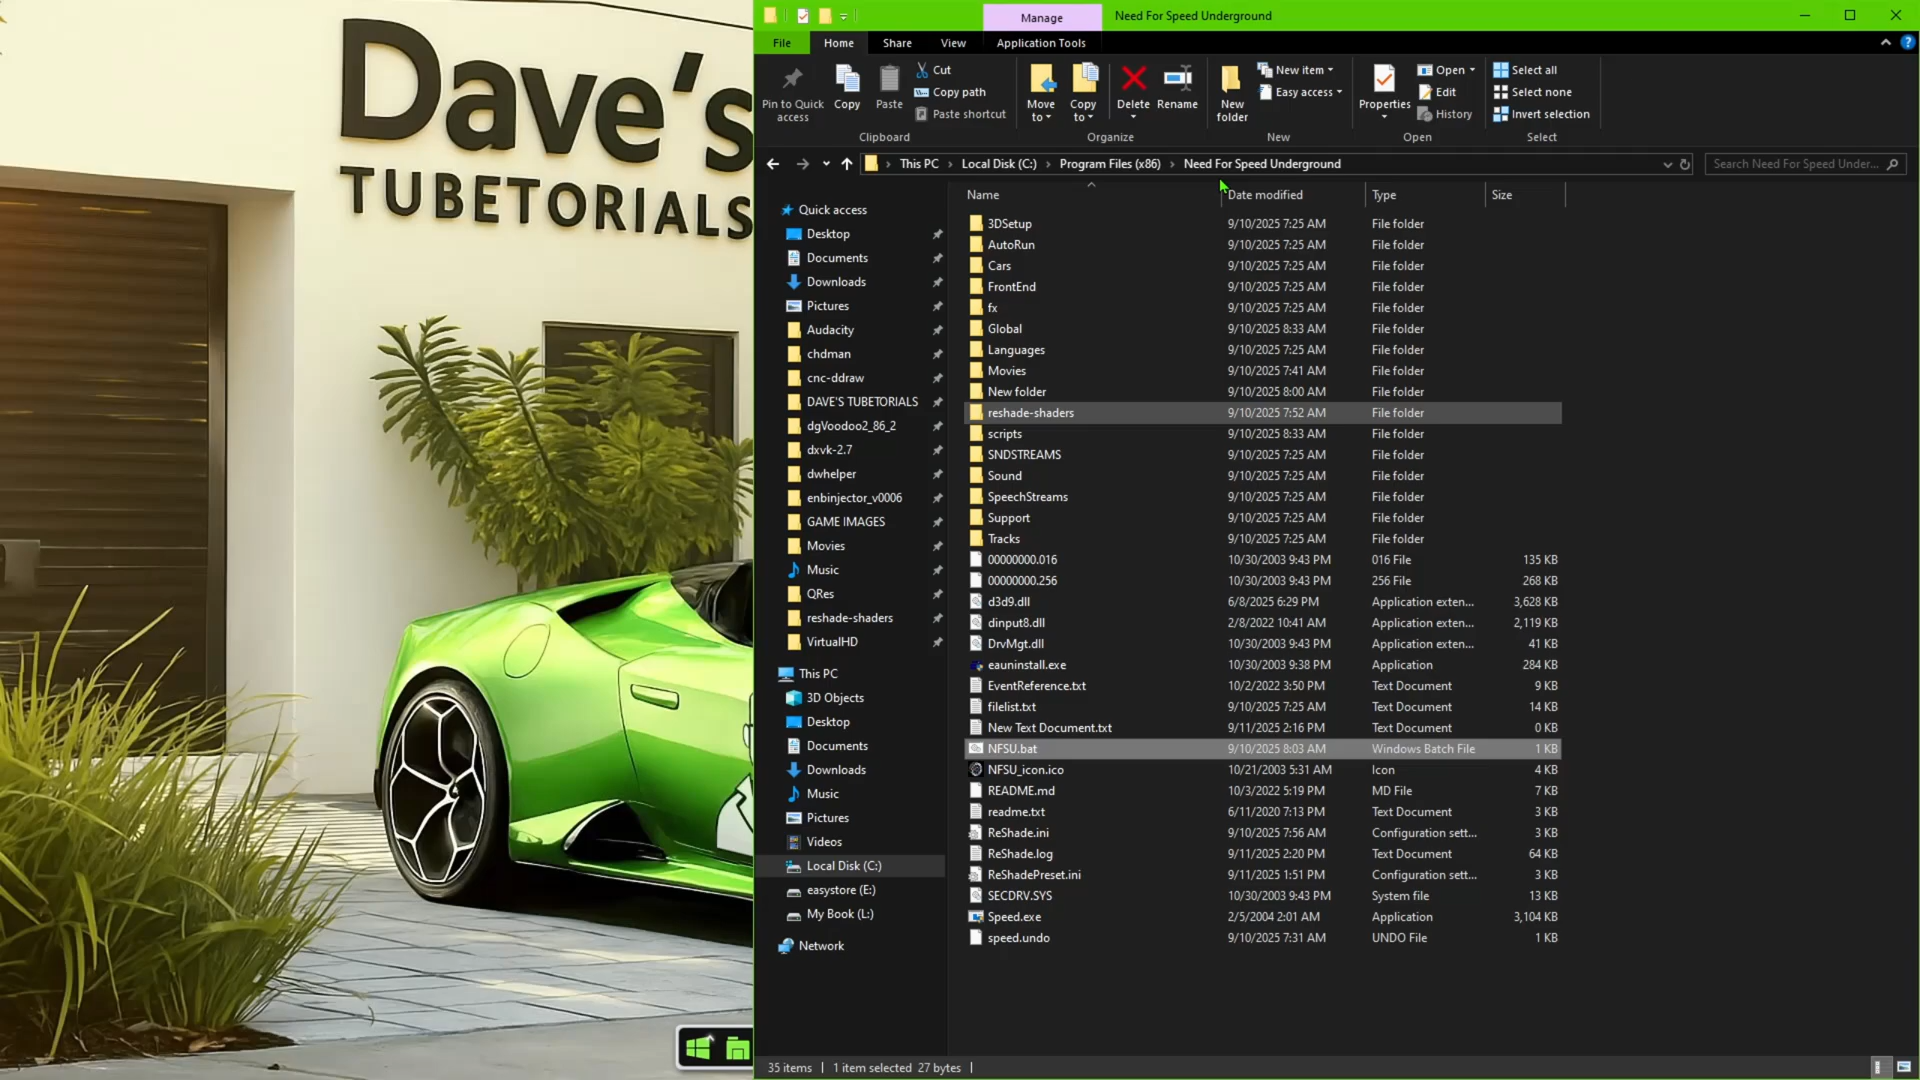 Dave's
TUBETORIALS
Manage
Need For Speed Underground
File
Home
Share
View
Application Tools
Pin to Quick access
Copy
Paste
Cut
Copy path
Paste shortcut
Move to
Copy to
Delete
Rename
New folder
New item
Easy access
Properties
Open
Edit
History
Select all
Select none
Invert selection
Clipboard
Organize
New
Open
Select
This PC
Local Disk (C:)
Program Files (x86)
Need For Speed Underground
Search Need For Speed Under...
Quick access
Desktop
Documents
Downloads
Pictures
Audacity
chdman
cnc-ddraw
DAVE'S TUBETORIALS
dgVoodoo2_86_2
dxvk-2.7
dwhelper
enbinjector_v0006
GAME IMAGES
Movies
Music
QRes
reshade-shaders
VirtualHD
This PC
3D Objects
Desktop
Documents
Downloads
Music
Pictures
Videos
Local Disk (C:)
easystore (E:)
My Book (L:)
Network
Name Date modified Type Size
3DSetup 9/10/2025 7:25 AM File folder
AutoRun 9/10/2025 7:25 AM File folder
Cars 9/10/2025 7:25 AM File folder
FrontEnd 9/10/2025 7:25 AM File folder
fx 9/10/2025 7:25 AM File folder
Global 9/10/2025 8:33 AM File folder
Languages 9/10/2025 7:25 AM File folder
Movies 9/10/2025 7:41 AM File folder
New folder 9/10/2025 8:00 AM File folder
reshade-shaders 9/10/2025 7:52 AM File folder
scripts 9/10/2025 8:33 AM File folder
SNDSTREAMS 9/10/2025 7:25 AM File folder
Sound 9/10/2025 7:25 AM File folder
SpeechStreams 9/10/2025 7:25 AM File folder
Support 9/10/2025 7:25 AM File folder
Tracks 9/10/2025 7:25 AM File folder
00000000.016 10/30/2003 9:43 PM 016 File 135 KB
00000000.256 10/30/2003 9:43 PM 256 File 268 KB
d3d9.dll 6/8/2025 6:29 PM Application exten... 3,628 KB
dinput8.dll 2/8/2022 10:41 AM Application exten... 2,119 KB
DrvMgt.dll 10/30/2003 9:43 PM Application exten... 41 KB
eauninstall.exe 10/30/2003 9:38 PM Application 284 KB
EventReference.txt 10/2/2022 3:50 PM Text Document 9 KB
filelist.txt 9/10/2025 7:25 AM Text Document 14 KB
New Text Document.txt 9/11/2025 2:16 PM Text Document 0 KB
NFSU.bat 9/10/2025 8:03 AM Windows Batch File 1 KB
NFSU_icon.ico 10/21/2003 5:31 AM Icon 4 KB
README.md 10/3/2022 5:19 PM MD File 7 KB
readme.txt 6/11/2020 7:13 PM Text Document 3 KB
ReShade.ini 9/10/2025 7:56 AM Configuration sett... 3 KB
ReShade.log 9/11/2025 2:20 PM Text Document 64 KB
ReShadePreset.ini 9/11/2025 1:51 PM Configuration sett... 3 KB
SECDRV.SYS 10/30/2003 9:43 PM System file 13 KB
Speed.exe 2/5/2004 2:01 AM Application 3,104 KB
speed.undo 9/10/2025 7:31 AM UNDO File 1 KB
35 items
1 item selected 27 bytes